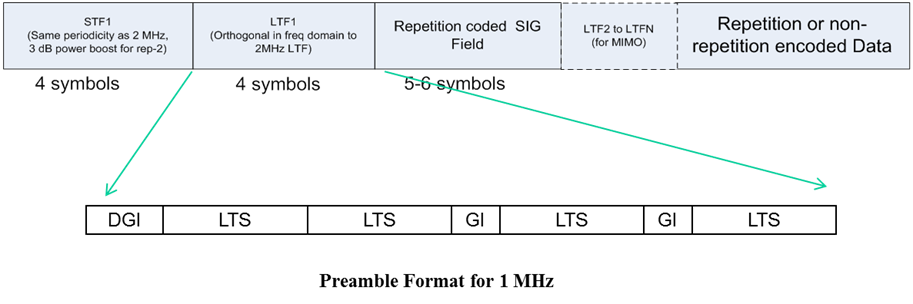 STF1
(Same periodicity as 2 MHz,
3 dB power boost for rep-2)
LTF1
(Orthogonal in freq domain to
2MHz LTF)
Repetition coded SIG
Field
LTF2 to LTFN
(for MIMO)
Repetition or non-
repetition encoded Data
4 symbols
4 symbols
5-6 symbols
DGI
LTS
LTS
GI
LTS
GI
LTS
Preamble Format for 1 MHz